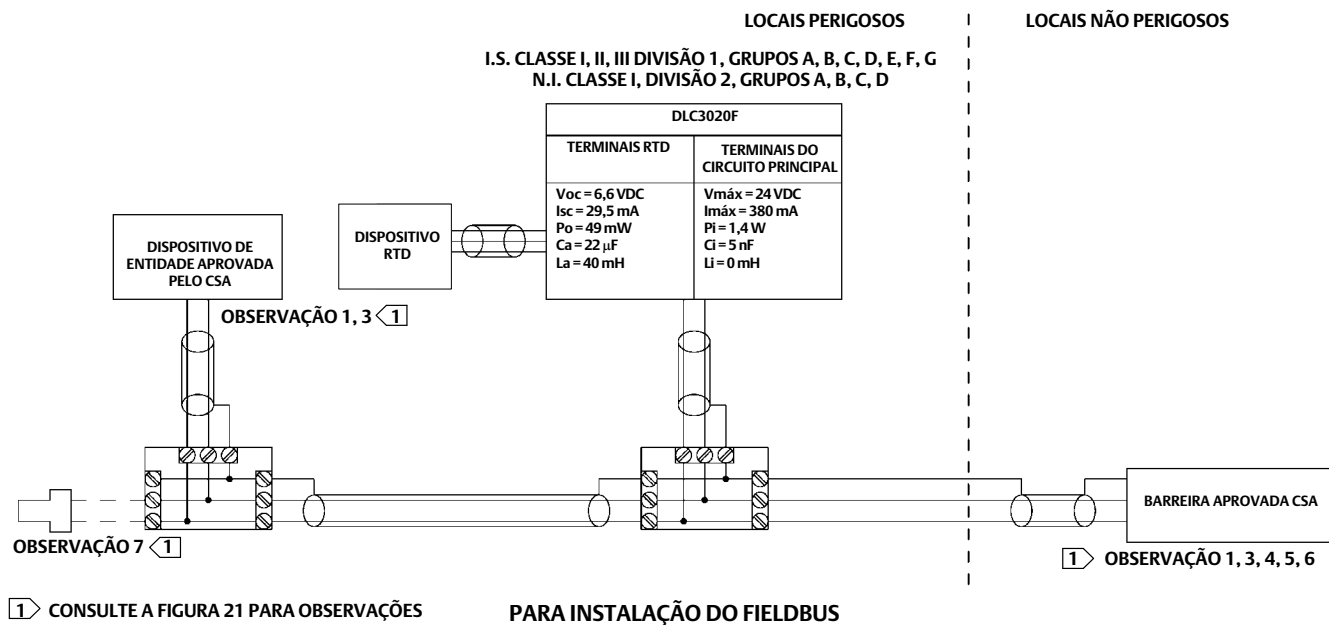 LOCAIS PERIGOSOS
LOCAIS NÃO PERIGOSOS
I.S. CLASSE I, II, III DIVISÃO 1, GRUPOS A, B, C, D, E, F, G
N.I. CLASSE I, DIVISÃO 2, GRUPOS A, B, C, D
DLC3020F
TERMINAIS RTD
TERMINAIS DO
CIRCUITO PRINCIPAL
Voc = 6,6 VDC
Isc = 29,5 mA
Po = 49 mW
Ca = 22 µF
La = 40 mH
Vmáx = 24 VDC
Imáx = 380 mA
Pi = 1,4 W
Ci = 5 nF
Li = 0 mH
DISPOSITIVO
RTD
DISPOSITIVO DE
ENTIDADE APROVADA
PELO CSA
OBSERVAÇÃO 1, 3 1
BARREIRA APROVADA CSA
OBSERVAÇÃO 7 1
1 OBSERVAÇÃO 1, 3, 4, 5, 6
1 CONSULTE A FIGURA 21 PARA OBSERVAÇÕES
PARA INSTALAÇÃO DO FIELDBUS